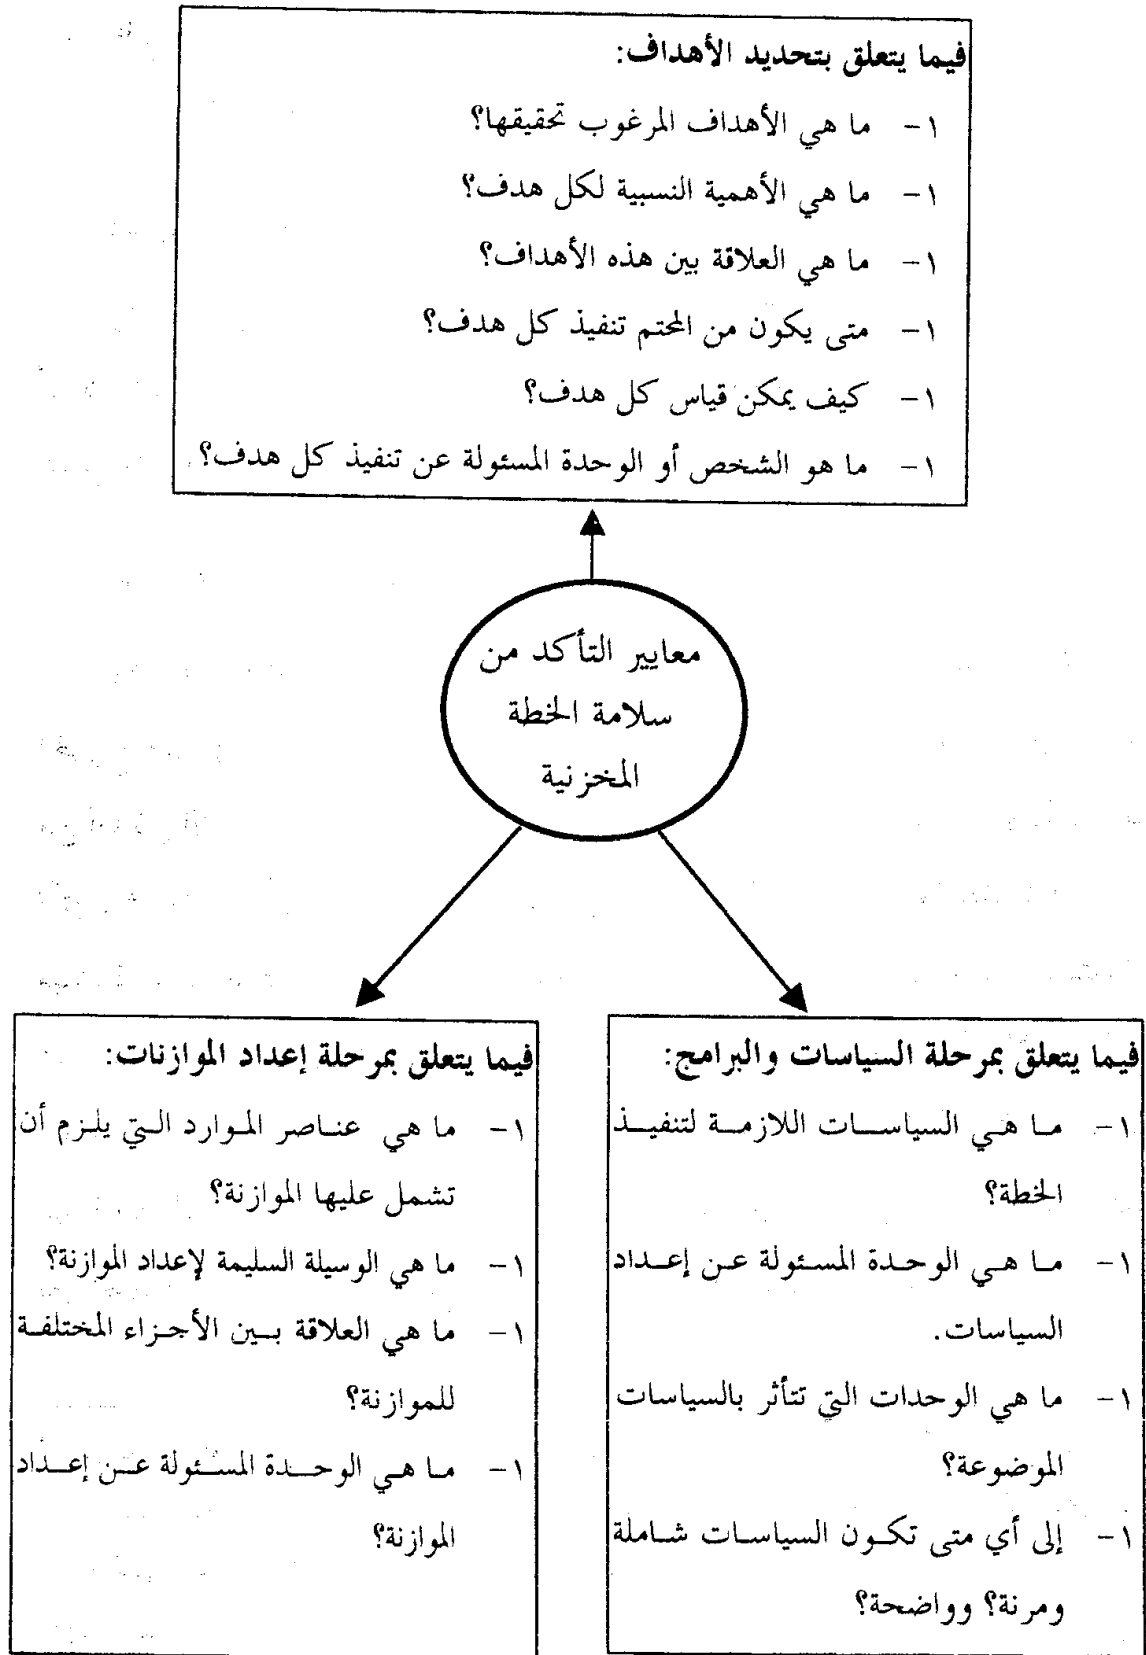 فيما يتعلق بتحديد الأهداف:
١- ما هي الأهداف المرغوب تحقيقها؟
١- ما هي الأهمية النسبية لكل هدف؟
١- ما هي العلاقة بين هذه الأهداف؟
١- متى يكون من المحتم تنفيذ كل هدف؟
١- كيف يمكن قياس كل هدف؟
١- ما هو الشخص أو الوحدة المسئولة عن تنفيذ كل هدف؟
معايير التأكد من
سلامة الخطة
المخزنية
فيما يتعلق بمرحلة السياسات والبرامج:
١- ما هي السياسات اللازمة لتنفيذ
الخطة؟
١- ما هي الوحدة المسئولة عن إعداد
السياسات.
١- ما هي الوحدات التي تتأثر بالسياسات
الموضوعة؟
١- إلى أي متى تكون السياسات شاملة
ومرنة؟ وواضحة؟
فيما يتعلق بمرحلة إعداد الموازنات:
١- ما هي عناصر الموارد التي يلزم أن
تشمل عليها الموازنة؟
١- ما هي الوسيلة السليمة لإعداد الموازنة؟
١- ما هي العلاقة بين الأجزاء المختلفة
للموازنة؟
١- ما هي الوحدة المسئولة عن إعداد
الموازنة؟